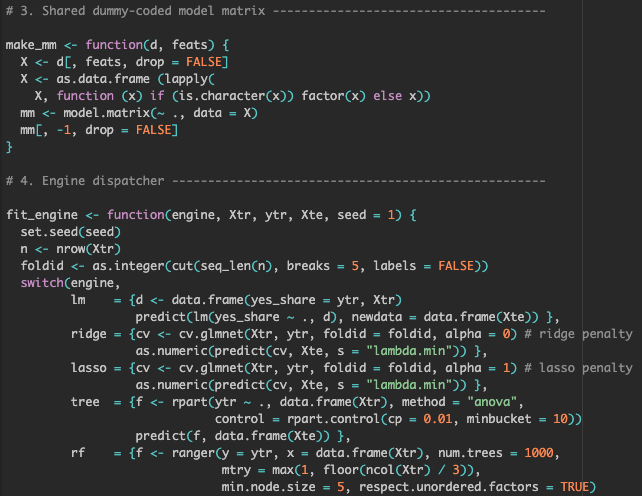 # 3. Shared dummy-coded model matrix --------------------------------------
make_mm <- function(d, feats) {
  X <- d[, feats, drop = FALSE]
  X <- as.data.frame (lapply(
    X, function (x) if (is.character(x)) factor(x) else x))
  mm <- model.matrix(~ ., data = X)
  mm[, -1, drop = FALSE]
}
# 4. Engine dispatcher ----------------------------------------------------
fit_engine <- function(engine, Xtr, ytr, Xte, seed = 1) {
  set.seed(seed)
  n <- nrow(Xtr)
  foldid <- as.integer(cut(seq_len(n), breaks = 5, labels = FALSE))
  switch(engine,
         lm    = {d <- data.frame(yes_share = ytr, Xtr)
                  predict(lm(yes_share ~ ., d), newdata = data.frame(Xte)) },
         ridge = {cv <- cv.glmnet(Xtr, ytr, foldid = foldid, alpha = 0) # ridge penalty
                  as.numeric(predict(cv, Xte, s = "lambda.min")) },
         lasso = {cv <- cv.glmnet(Xtr, ytr, foldid = foldid, alpha = 1) # lasso penalty
                  as.numeric(predict(cv, Xte, s = "lambda.min")) },
         tree  = {f <- rpart(ytr ~ ., data.frame(Xtr), method = "anova",
                             control = rpart.control(cp = 0.01, minbucket = 10))
                  predict(f, data.frame(Xte)) },
         rf    = {f <- ranger(y = ytr, x = data.frame(Xtr), num.trees = 1000,
                              mtry = max(1, floor(ncol(Xtr) / 3)),
                              min.node.size = 5, respect.unordered.factors = TRUE)